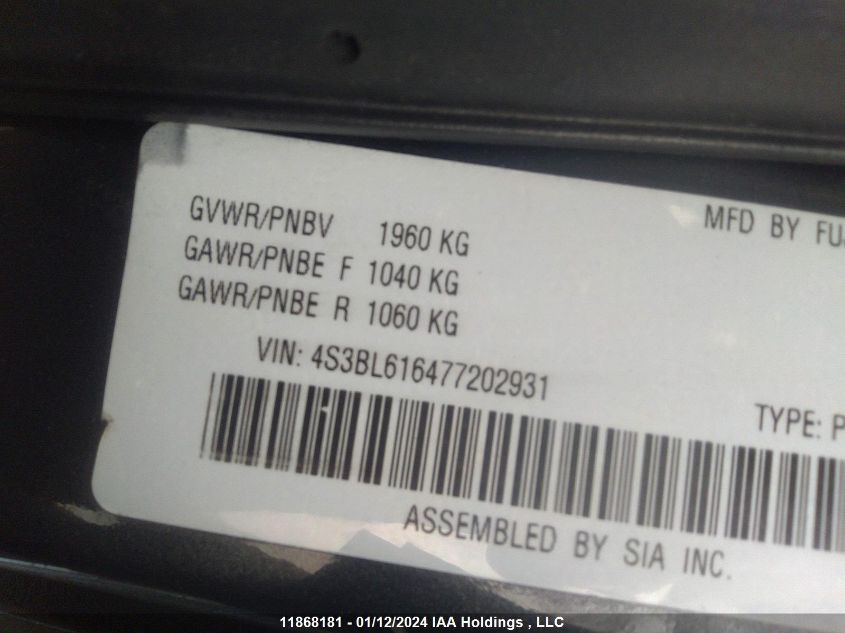 GVWR/PNBV 1960 KG
GAWR/PNBE F 1040 KG
GAWR/PNBE R 1060 KG
MFD BY FU
VIN: 4S3BL616477202931
TYPE: P
ASSEMBLED BY SIA INC.
11868181 - 01/12/2024 IAA Holdings , LLC